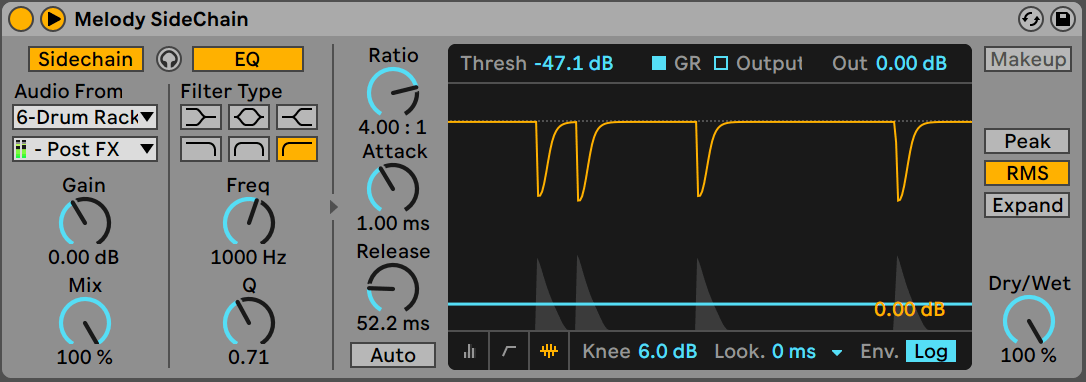 Melody SideChain
Sidechain
EQ
Audio From
6-Drum Rack
- Post FX
Filter Type
Gain
0.00 dB
Freq
1000 Hz
Mix
100 %
Q
0.71
Ratio
4.00 : 1
Attack
1.00 ms
Release
52.2 ms
Auto
Thresh -47.1 dB GR Output Out 0.00 dB
0.00 dB
Knee 6.0 dB Look. 0 ms Env. Log
Makeup
Peak
RMS
Expand
Dry/Wet
100 %